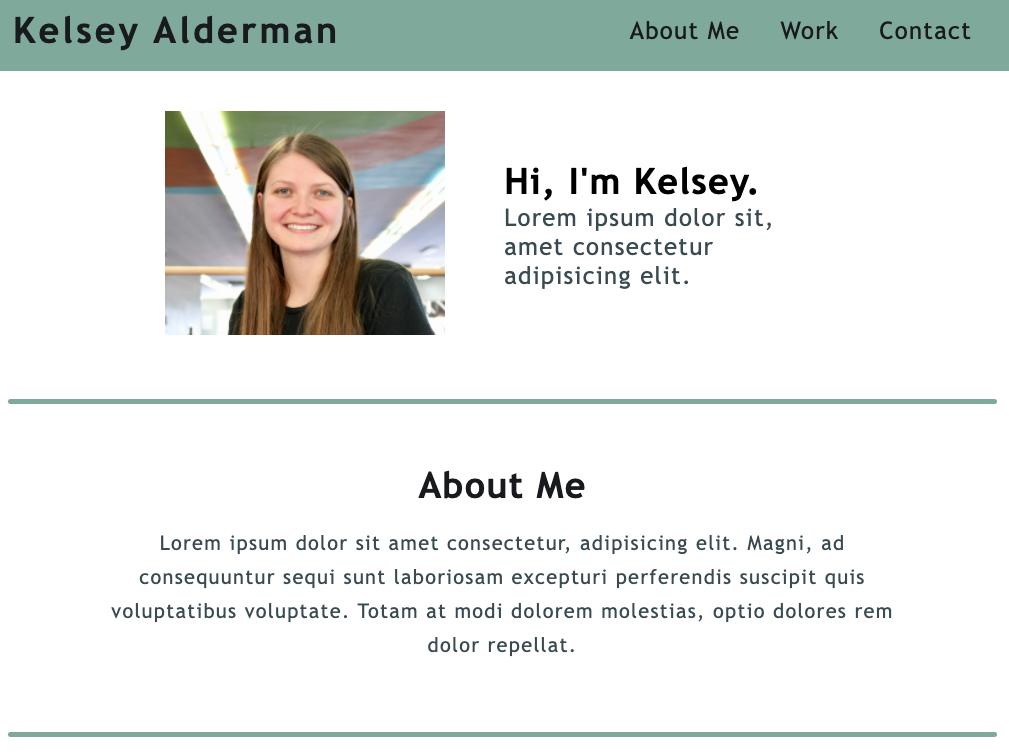 Kelsey Alderman
About Me Work Contact
Hi, I'm Kelsey.
Lorem ipsum dolor sit,
amet consectetur
adipisicing elit.
About Me
Lorem ipsum dolor sit amet consectetur, adipisicing elit. Magni, ad
consequuntur sequi sunt laboriosam excepturi perferendis suscipit quis
voluptatibus voluptate. Totam at modi dolorem molestias, optio dolores rem
dolor repellat.